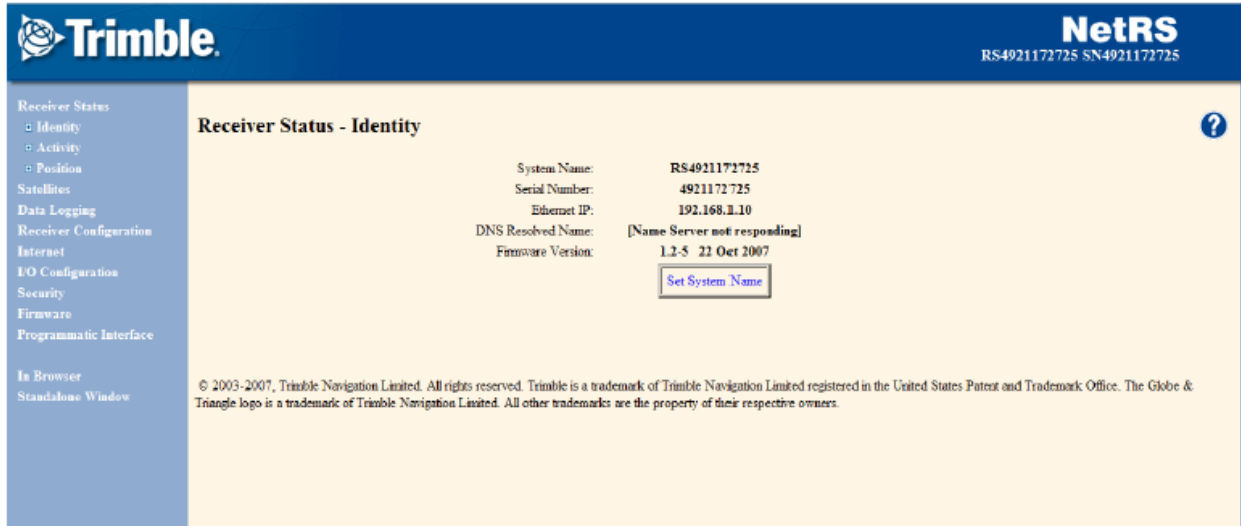 Trimble.
NetRS
RS4921172725 SN4921172725
Receiver Status
Identity
Activity
Position
Satellites
Data Logging
Receiver Configuration
Internet
I/O Configuration
Security
Firmware
Programmatic Interface
In Browser
Standalone Window
Receiver Status - Identity
?
System Name: RS4921172725
Serial Number: 4921172725
Ethernet IP: 192.168.1.10
DNS Resolved Name: [Name Server not responding]
Firmware Version: 1.2-5 22 Oct 2007
Set System Name
© 2003-2007, Trimble Navigation Limited. All rights reserved. Trimble is a trademark of Trimble Navigation Limited registered in the United States Patent and Trademark Office. The Globe &
Triangle logo is a trademark of Trimble Navigation Limited. All other trademarks are the property of their respective owners.